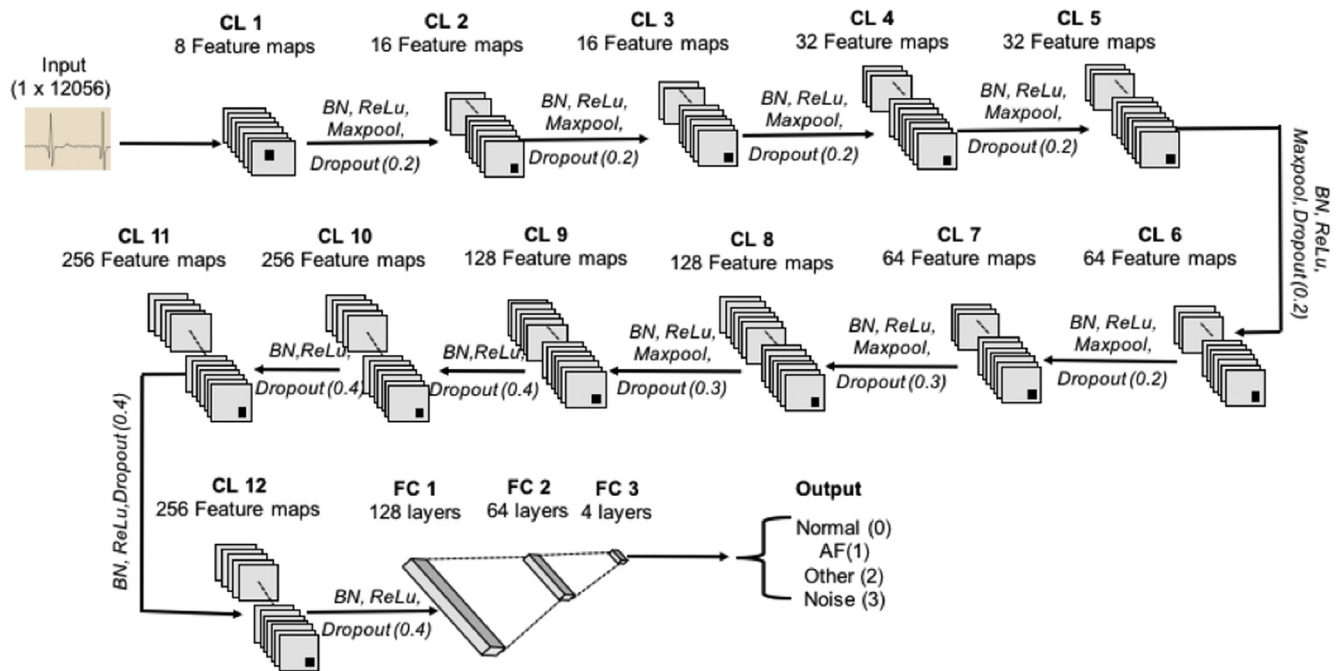 Input
(1 x 12056)
CL 1
8 Feature maps
BN, ReLu,
Maxpool,
Dropout (0.2)
CL 2
16 Feature maps
BN, ReLu,
Maxpool,
Dropout (0.2)
CL 3
16 Feature maps
BN, ReLu,
Maxpool,
Dropout (0.2)
CL 4
32 Feature maps
BN, ReLu,
Maxpool,
Dropout (0.2)
CL 5
32 Feature maps
BN, ReLu,
Maxpool, Dropout (0.2)
CL 6
64 Feature maps
BN, ReLu,
Maxpool,
Dropout (0.2)
CL 7
64 Feature maps
BN, ReLu,
Maxpool,
Dropout (0.3)
CL 8
128 Feature maps
BN, ReLu,
Maxpool,
Dropout (0.3)
CL 9
128 Feature maps
BN,ReLu,
Dropout (0.4)
CL 10
256 Feature maps
BN,ReLu,
Dropout (0.4)
CL 11
256 Feature maps
BN, ReLu,Dropout (0.4)
CL 12
256 Feature maps
BN, ReLu,
Dropout (0.4)
FC 1
128 layers
FC 2
64 layers
FC 3
4 layers
Output
Normal (0)
AF(1)
Other (2)
Noise (3)